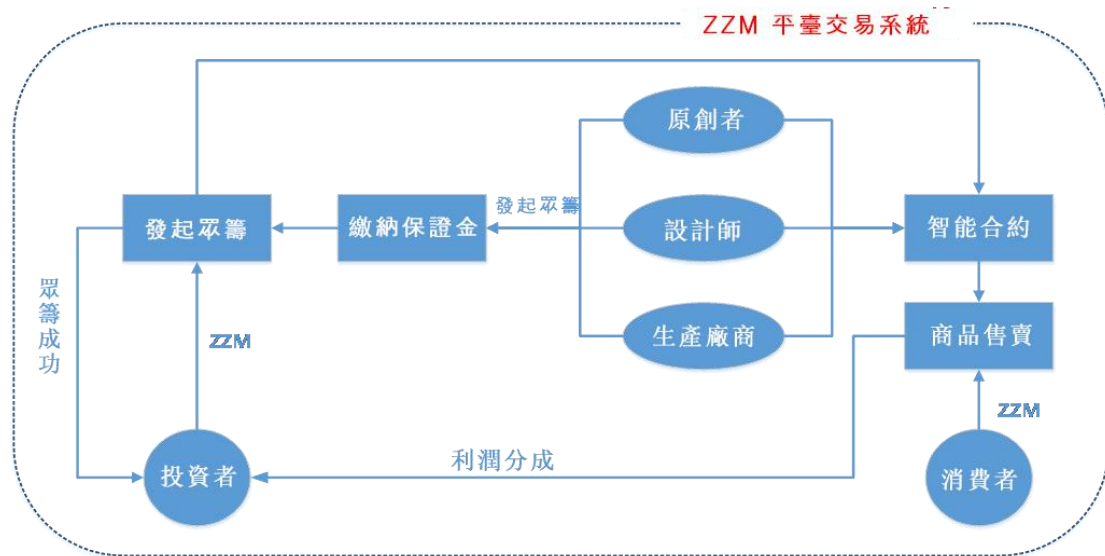 ZZM 平臺交易系統
原創者
發起眾籌
繳納保證金
發起眾籌
設計師
智能合約
眾籌成功
ZZM
生產廠商
商品售賣
ZZM
投資者
利潤分成
消費者